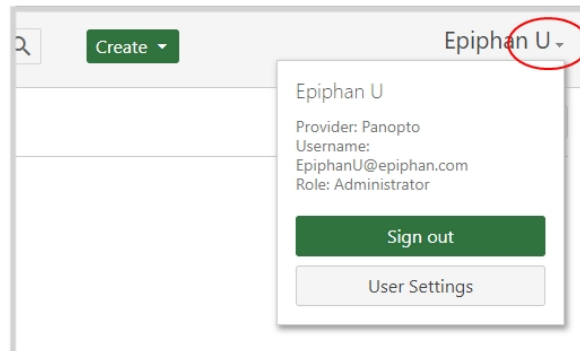 Create
Epiphan U
Epiphan U
Provider: Panopto
Username:
EpiphanU@epiphan.com
Role: Administrator
Sign out
User Settings